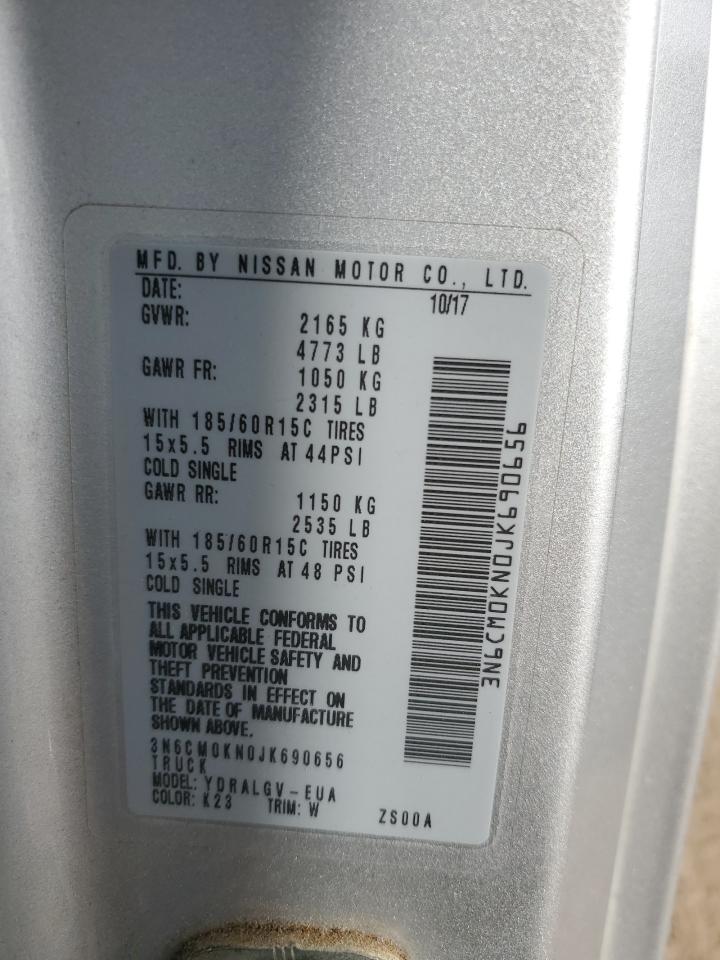 MFD. BY NISSAN MOTOR CO., LTD.
DATE: 10/17
GVWR: 2165 KG
4773 LB
GAWR FR: 1050 KG
2315 LB
WITH 185/60R15C TIRES
15x5.5 RIMS AT 44PSI
COLD SINGLE
GAWR RR: 1150 KG
2535 LB
WITH 185/60R15C TIRES
15x5.5 RIMS AT 48 PSI
COLD SINGLE
THIS VEHICLE CONFORMS TO
ALL APPLICABLE FEDERAL
MOTOR VEHICLE SAFETY AND
THEFT PREVENTION
STANDARDS IN EFFECT ON
THE DATE OF MANUFACTURE
SHOWN ABOVE.
3N6CM0KN0JK690656
TRUCK
MODEL: YDRALGV-EUA
COLOR: K23 TRIM: W ZS00A
3N6CM0KN0JK690656